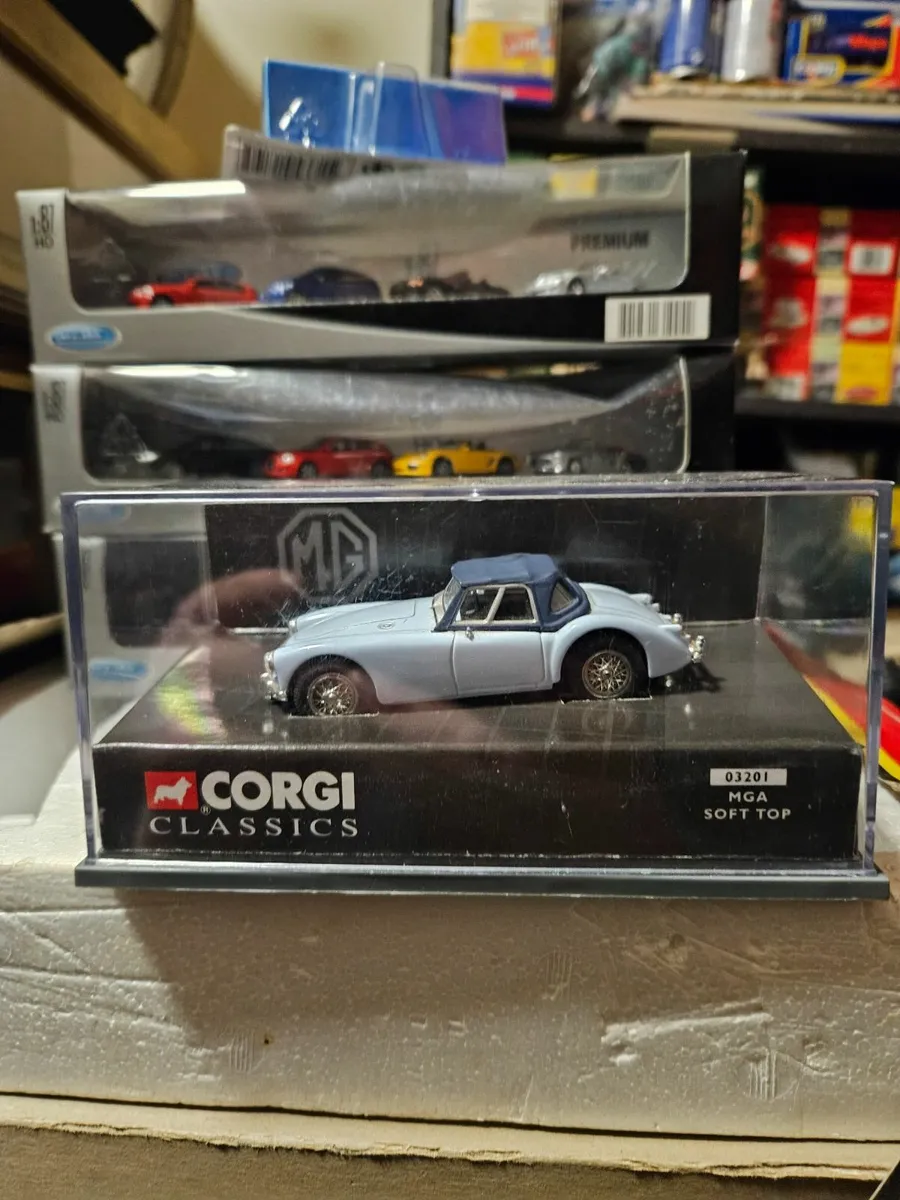 PREMIUM
MG
CORGI
®
CLASSICS
03201
MGA
SOFT TOP